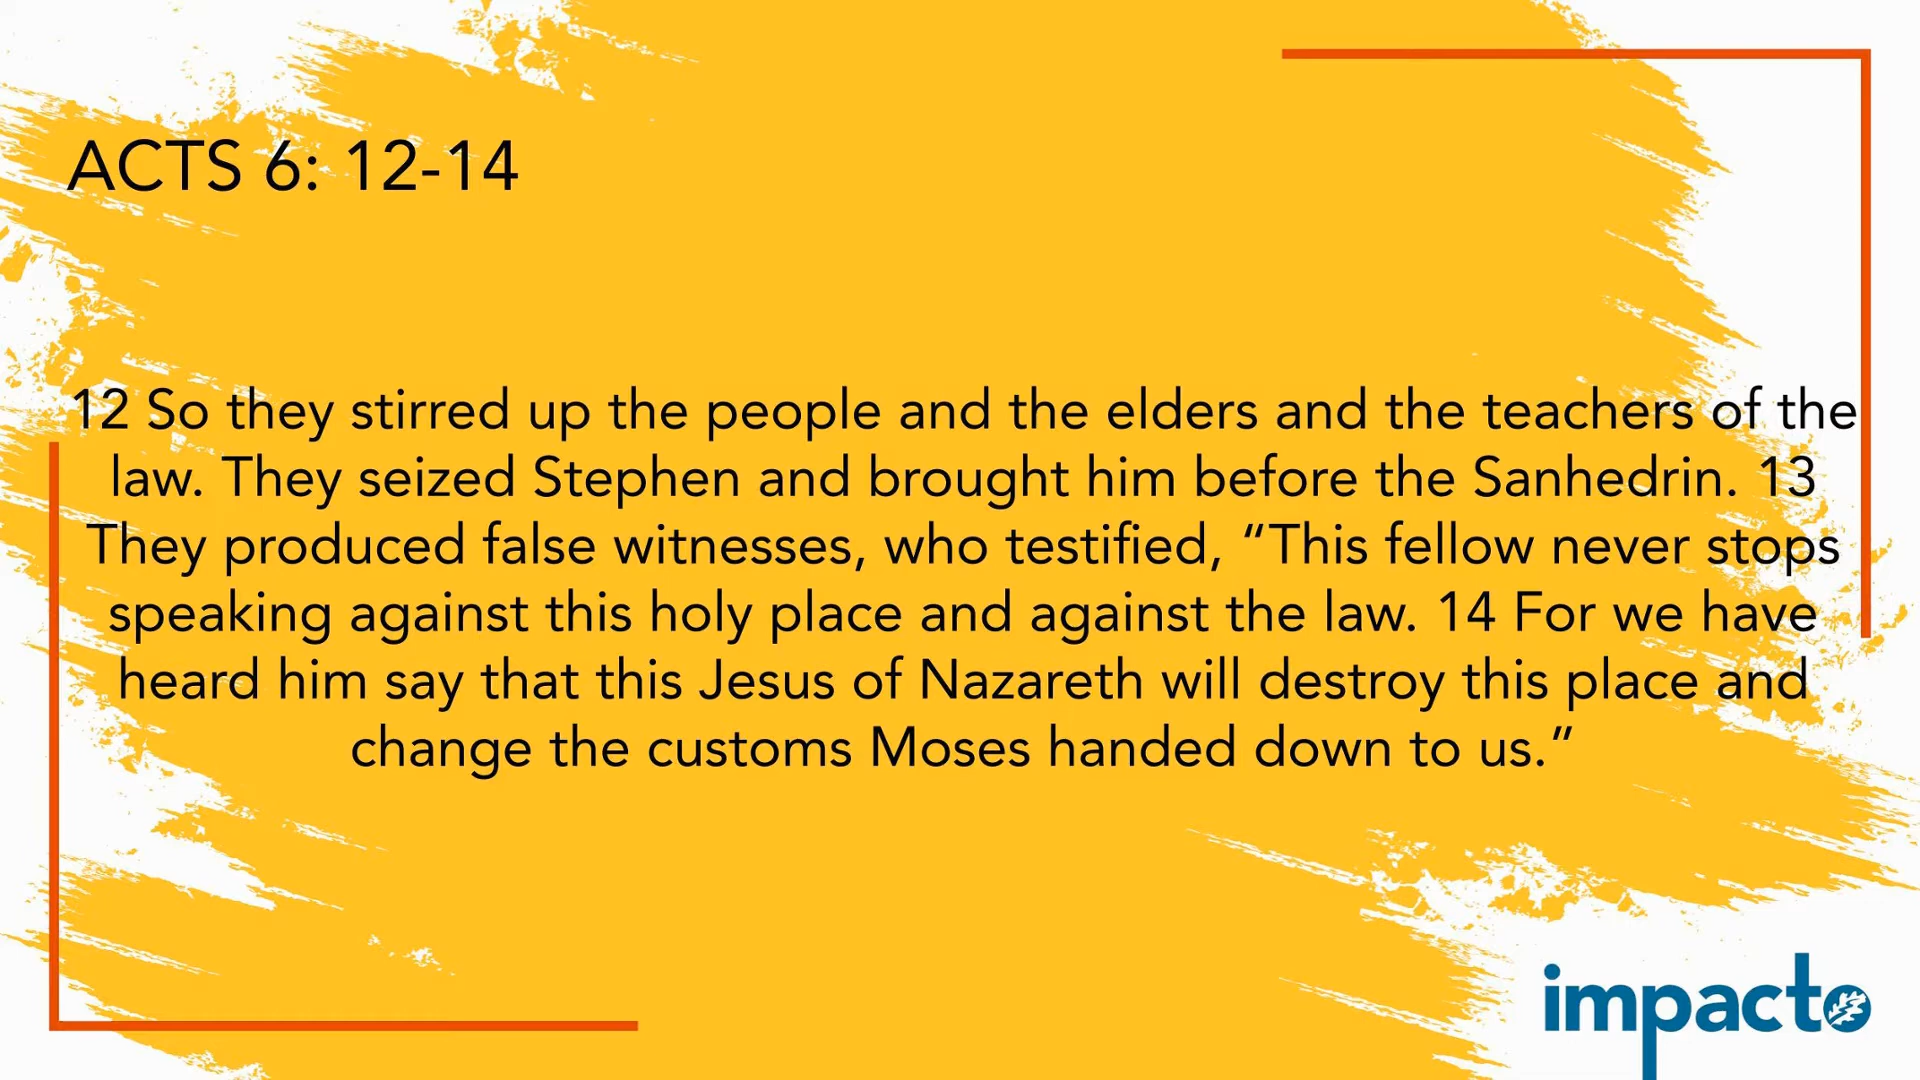 ACTS 6: 12-14
12 So they stirred up the people and the elders and the teachers of the
law. They seized Stephen and brought him before the Sanhedrin. 13
They produced false witnesses, who testified, “This fellow never stops
speaking against this holy place and against the law. 14 For we have
heard him say that this Jesus of Nazareth will destroy this place and
change the customs Moses handed down to us.”
impacto